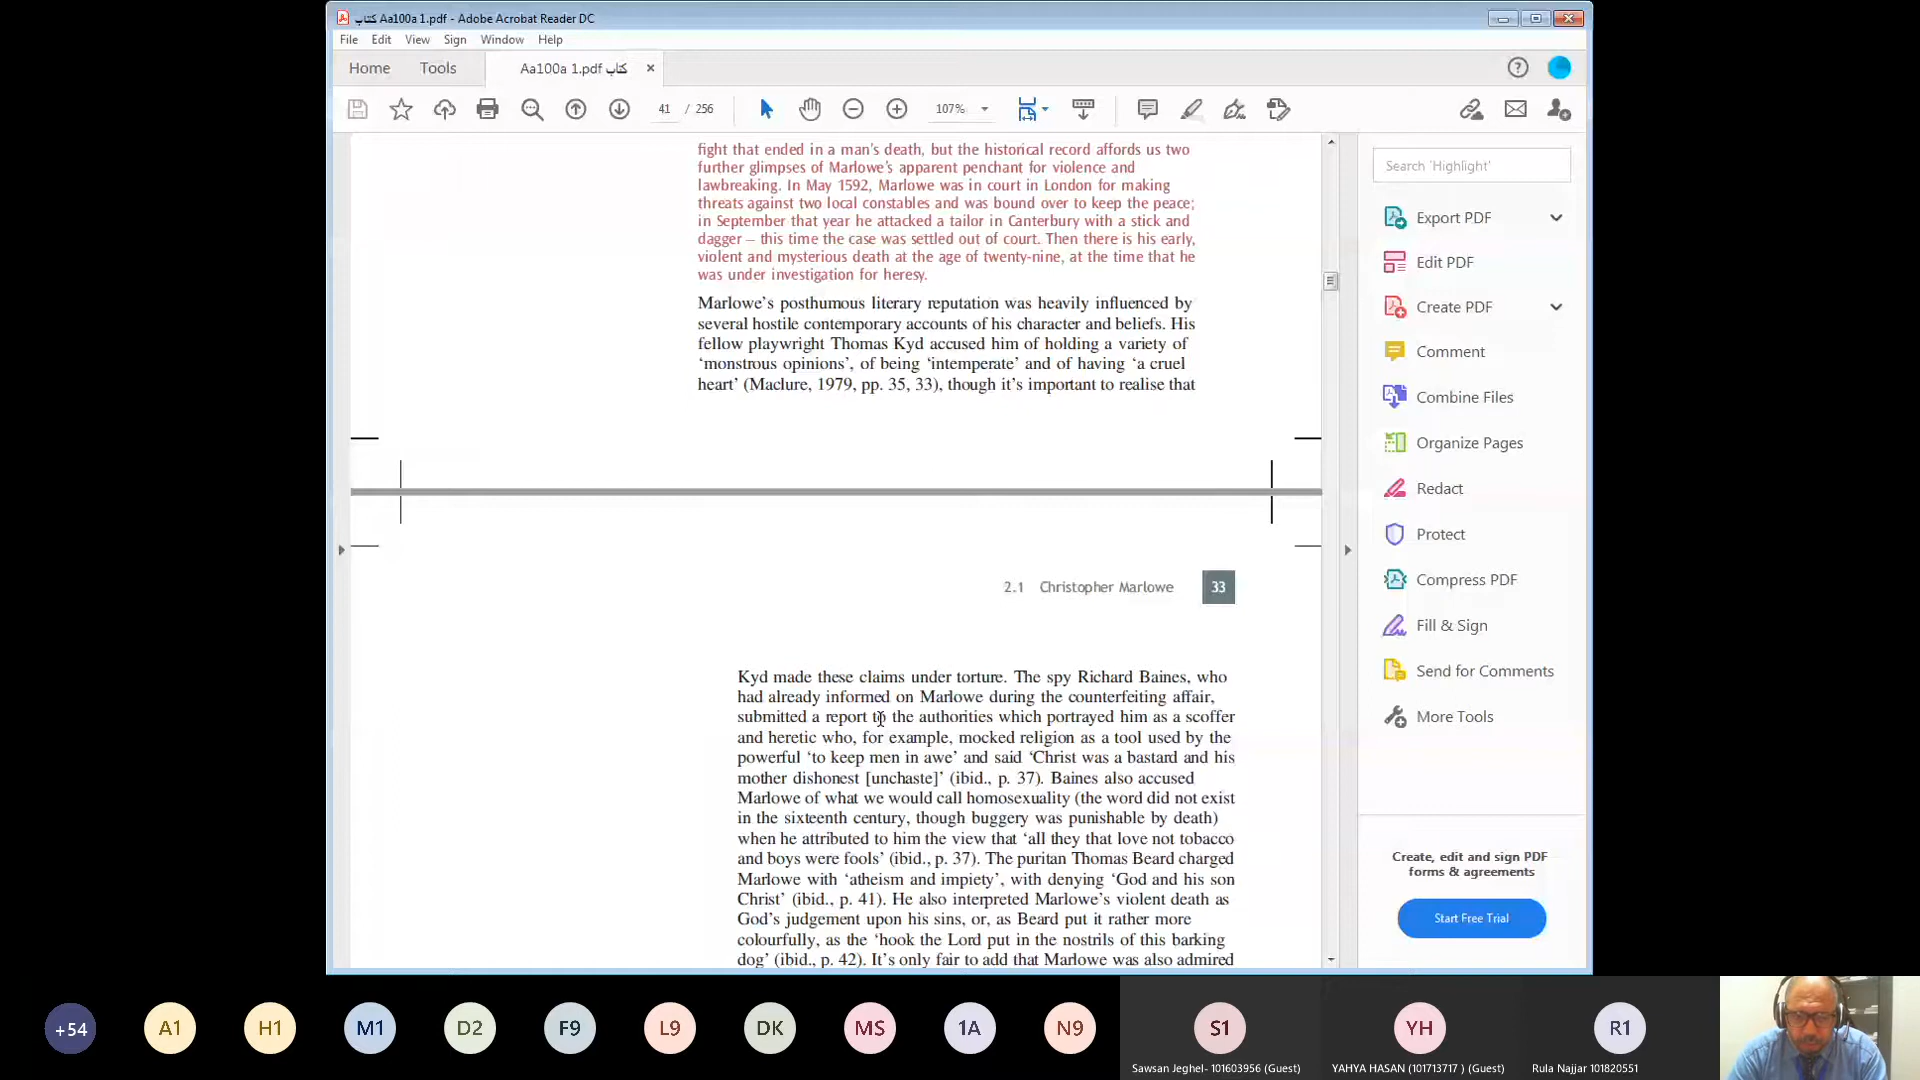 كتاب Aa100a 1.pdf - Adobe Acrobat Reader DC
File Edit View Sign Window Help
Home Tools كتاب Aa100a 1.pdf
41 / 256 107%
fight that ended in a man's death, but the historical record affords us two
further glimpses of Marlowe's apparent penchant for violence and
lawbreaking. In May 1592, Marlowe was in court in London for making
threats against two local constables and was bound over to keep the peace;
in September that year he attacked a tailor in Canterbury with a stick and
dagger – this time the case was settled out of court. Then there is his early,
violent and mysterious death at the age of twenty-nine, at the time that he
was under investigation for heresy.
Marlowe's posthumous literary reputation was heavily influenced by
several hostile contemporary accounts of his character and beliefs. His
fellow playwright Thomas Kyd accused him of holding a variety of
‘monstrous opinions’, of being ‘intemperate’ and of having ‘a cruel
heart’ (Maclure, 1979, pp. 35, 33), though it's important to realise that
2.1 Christopher Marlowe 33
Kyd made these claims under torture. The spy Richard Baines, who
had already informed on Marlowe during the counterfeiting affair,
submitted a report to the authorities which portrayed him as a scoffer
and heretic who, for example, mocked religion as a tool used by the
powerful ‘to keep men in awe’ and said ‘Christ was a bastard and his
mother dishonest [unchaste]’ (ibid., p. 37). Baines also accused
Marlowe of what we would call homosexuality (the word did not exist
in the sixteenth century, though buggery was punishable by death)
when he attributed to him the view that ‘all they that love not tobacco
and boys were fools’ (ibid., p. 37). The puritan Thomas Beard charged
Marlowe with ‘atheism and impiety’, with denying ‘God and his son
Christ’ (ibid., p. 41). He also interpreted Marlowe's violent death as
God's judgement upon his sins, or, as Beard put it rather more
colourfully, as the ‘hook the Lord put in the nostrils of this barking
dog’ (ibid., p. 42). It's only fair to add that Marlowe was also admired
Search 'Highlight'
Export PDF
Edit PDF
Create PDF
Comment
Combine Files
Organize Pages
Redact
Protect
Compress PDF
Fill & Sign
Send for Comments
More Tools
Create, edit and sign PDF
forms & agreements
Start Free Trial
+54 A1 H1 M1 D2 F9 L9 DK MS 1A N9 S1 YH R1
Sawsan Jeghel- 101603956 (Guest) YAHYA HASAN (101713717 ) (Guest) Rula Najjar 101820551